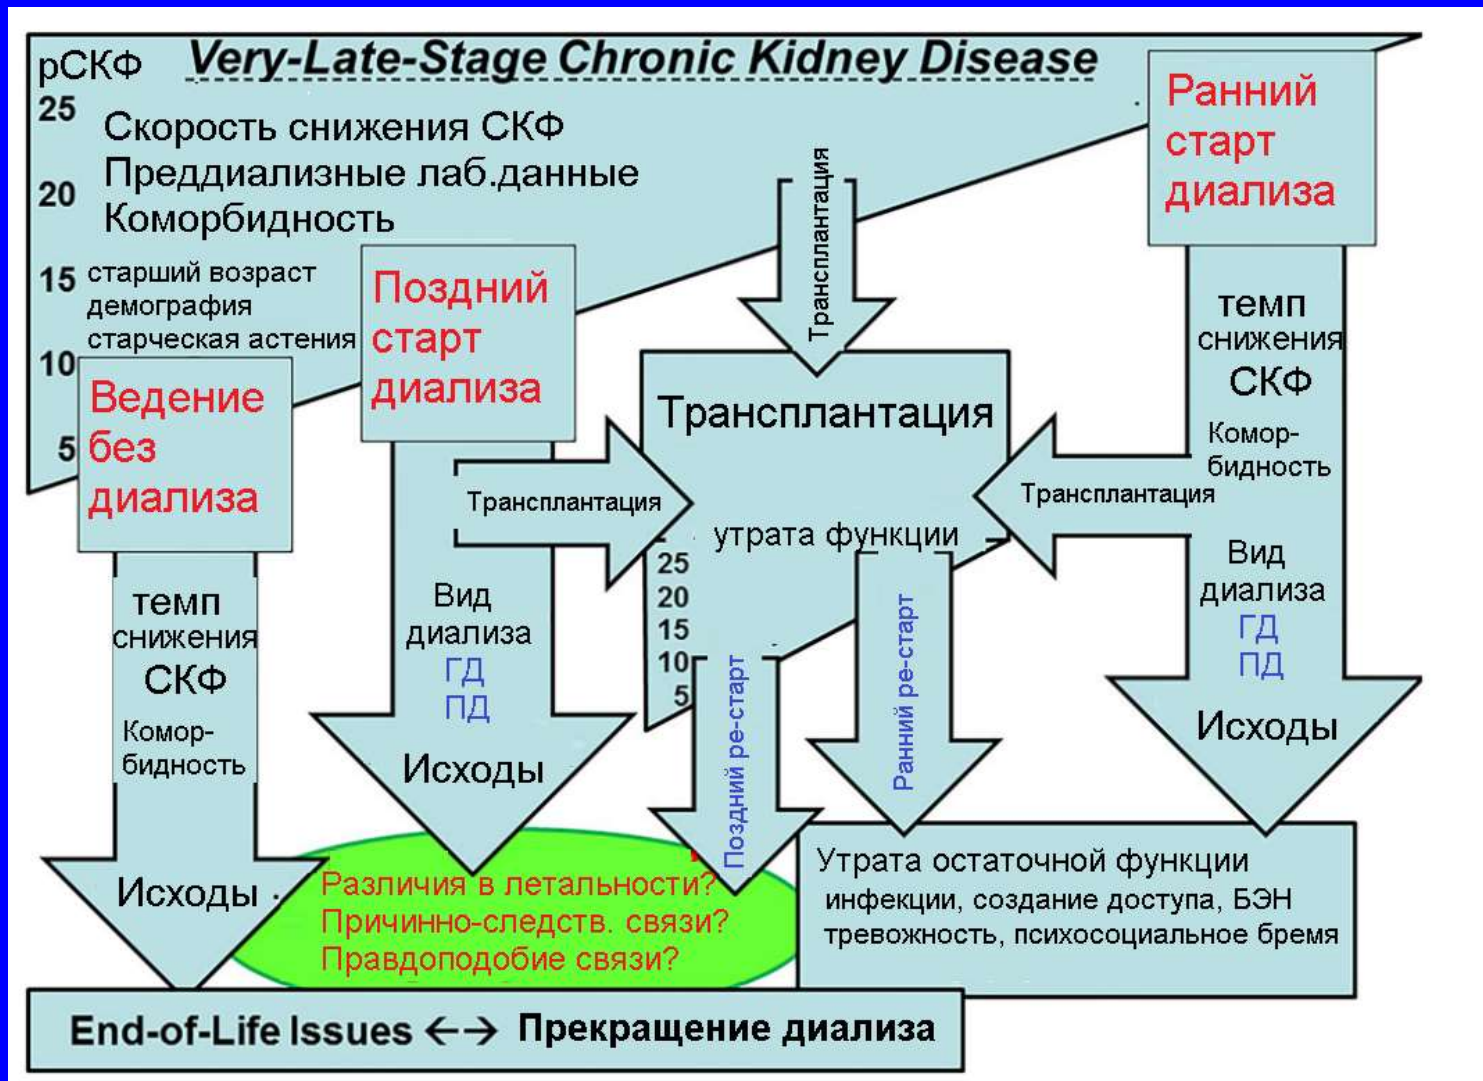 рСКФ
Very-Late-Stage Chronic Kidney Disease
25
20
15
10
5
Скорость снижения СКФ
Преддиализные лаб.данные
Коморбидность
старший возраст
демография
старческая астения
Ведение
без
диализа
темп
снижения
СКФ
Комор-
бидность
Исходы
Поздний
старт
диализа
Трансплантация
Вид
диализа
ГД
ПД
Исходы
Трансплантация
Трансплантация
утрата функции
25
20
15
10
5
Поздний ре-старт
Ранний ре-старт
Ранний
старт
диализа
темп
снижения
СКФ
Комор-
бидность
Трансплантация
Вид
диализа
ГД
ПД
Исходы
Различия в летальности?
Причинно-следств. связи?
Правдоподобие связи?
Утрата остаточной функции
инфекции, создание доступа, БЭН
тревожность, психосоциальное бремя
End-of-Life Issues ←→ Прекращение диализа